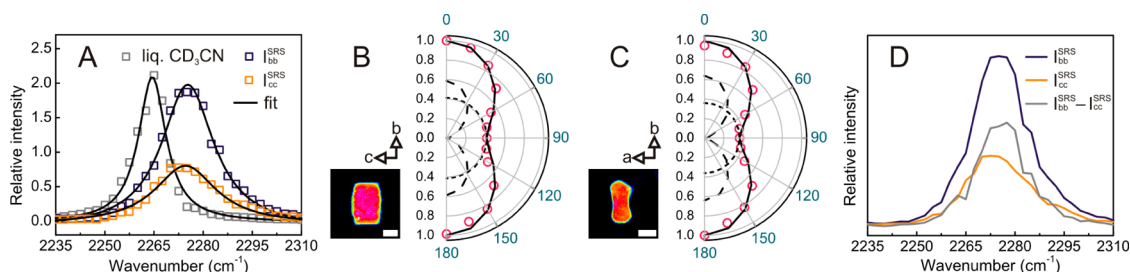 A
liq. CD₃CN
I_bb^SRS
I_cc^SRS
fit
Relative intensity
2.5
2.0
1.5
1.0
0.5
0.0
2235 2250 2265 2280 2295 2310
Wavenumber (cm⁻¹)
B
0
30
60
90
120
150
180
1.0
0.8
0.6
0.4
0.2
0.0
0.2
0.4
0.6
0.8
1.0
b
c
C
0
30
60
90
120
150
180
1.0
0.8
0.6
0.4
0.2
0.0
0.2
0.4
0.6
0.8
1.0
b
a
D
I_bb^SRS
I_cc^SRS
I_bb^SRS – I_cc^SRS
Relative intensity
2235 2250 2265 2280 2295 2310
Wavenumber (cm⁻¹)